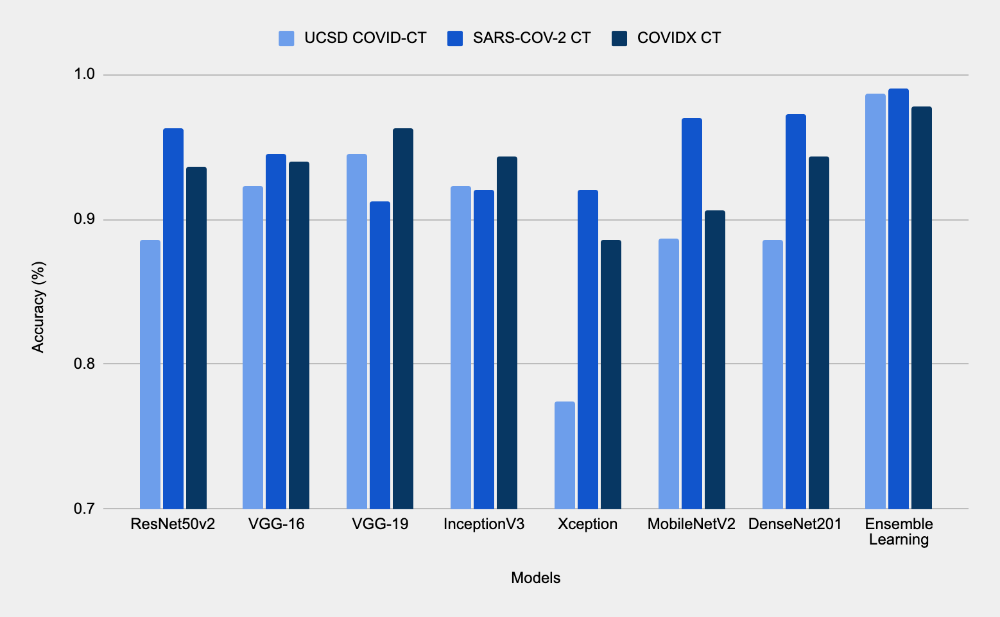 UCSD COVID-CT SARS-COV-2 CT COVIDX CT
1.0
0.9
0.8
0.7
Accuracy (%)
ResNet50v2 VGG-16 VGG-19 InceptionV3 Xception MobileNetV2 DenseNet201 Ensemble
Learning
Models